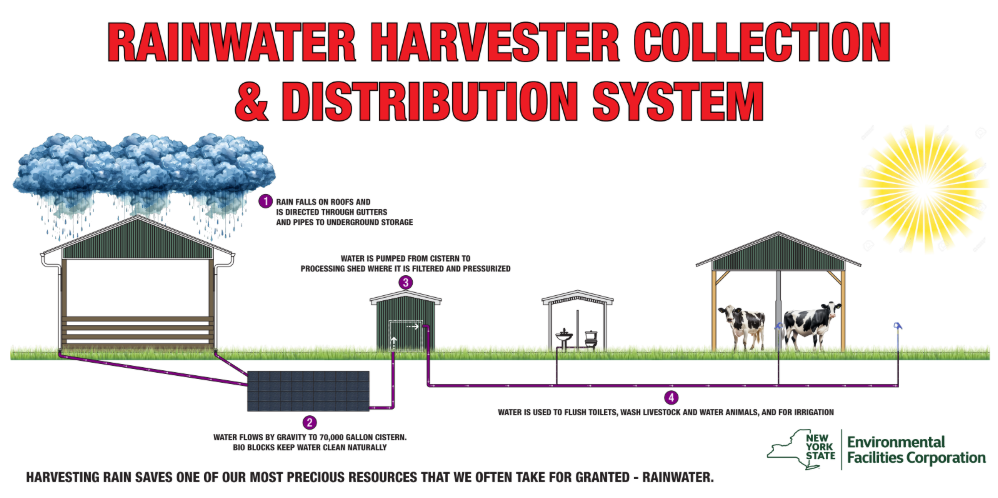 RAINWATER HARVESTER COLLECTION
& DISTRIBUTION SYSTEM
1
RAIN FALLS ON ROOFS AND
IS DIRECTED THROUGH GUTTERS
AND PIPES TO UNDERGROUND STORAGE
WATER IS PUMPED FROM CISTERN TO
PROCESSING SHED WHERE IT IS FILTERED AND PRESSURIZED
3
2
WATER FLOWS BY GRAVITY TO 70,000 GALLON CISTERN.
BIO BLOCKS KEEP WATER CLEAN NATURALLY
4
WATER IS USED TO FLUSH TOILETS, WASH LIVESTOCK AND WATER ANIMALS, AND FOR IRRIGATION
NEW
YORK
STATE
Environmental
Facilities Corporation
HARVESTING RAIN SAVES ONE OF OUR MOST PRECIOUS RESOURCES THAT WE OFTEN TAKE FOR GRANTED - RAINWATER.